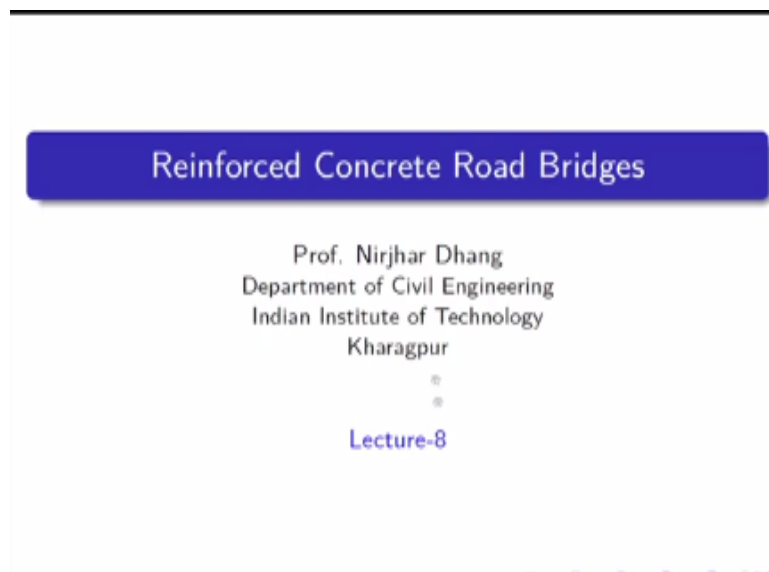 Reinforced Concrete Road Bridges
Prof. Nirjhar Dhang
Department of Civil Engineering
Indian Institute of Technology
Kharagpur
Lecture-8